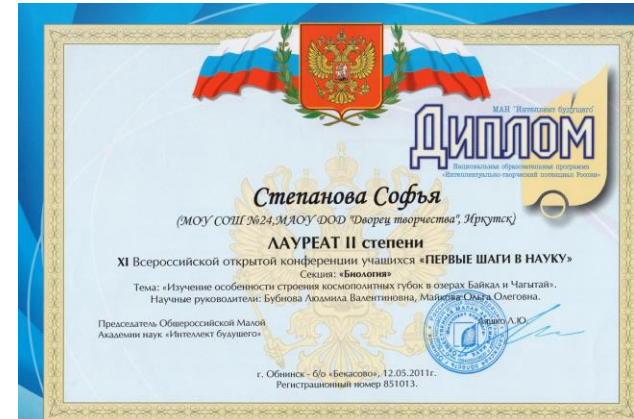 МАН "Интеллект будущего"
ДИПЛОМ
Национальная образовательная программа
«Интеллектуально-творческий потенциал России»
Степанова Софья
(МОУ СОШ №24,МАОУ ДОД "Дворец творчества", Иркутск)
ЛАУРЕАТ II степени
XI Всероссийской открытой конференции учащихся «ПЕРВЫЕ ШАГИ В НАУКУ»
Секция: «Биология»
Тема: «Изучение особенности строения космополитных губок в озерах Байкал и Чагытай».
Научные руководители: Бубнова Людмила Валентиновна, Майкова Ольга Олеговна.
Председатель Общероссийской Малой
Академии наук «Интеллект будущего»
Ляшко Л.Ю.
г. Обнинск - б/о «Бекасово», 12.05.2011г.
Регистрационный номер 851013.